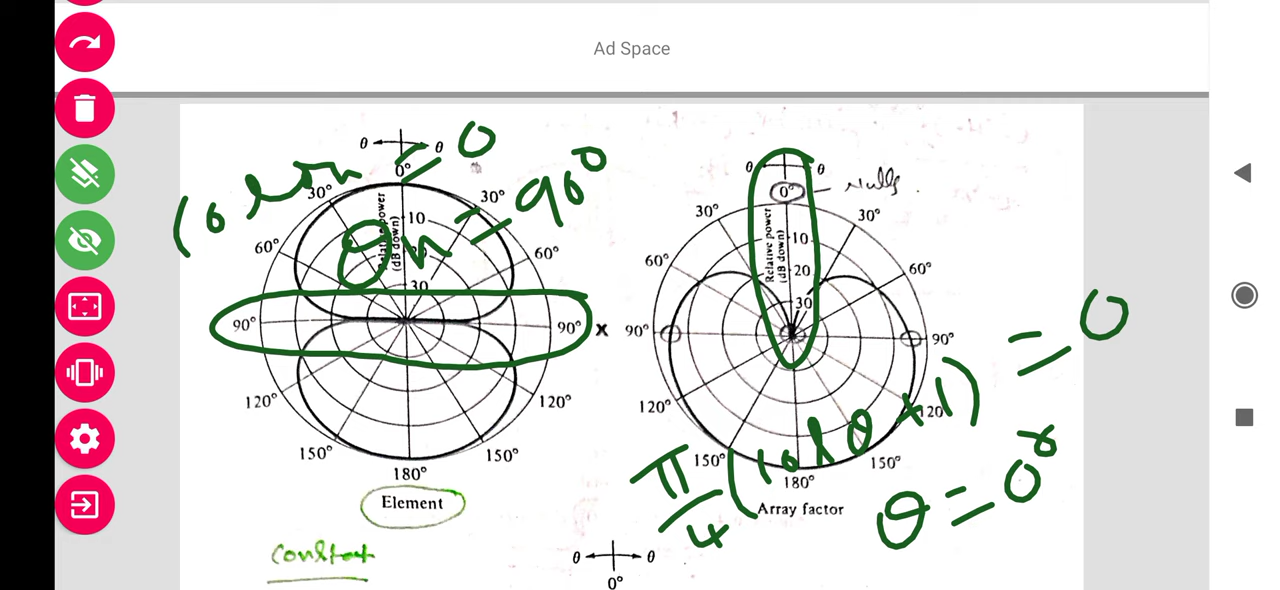 Ad Space
θ θ
0°
30° 30°
60° 60°
90° 90°
120° 120°
150° 150°
180°
Relative power
(dB down)
10
30
Element
cos θn = 0
θn = 90°
x
θ θ
0°
Nulls.
30° 30°
60° 60°
90° 90°
120° 120°
150° 150°
180°
Relative power
(dB down)
10
20
30
Array factor
π/4 (cos θ + 1) = 0
θ = 0°
constant
θ θ
0°